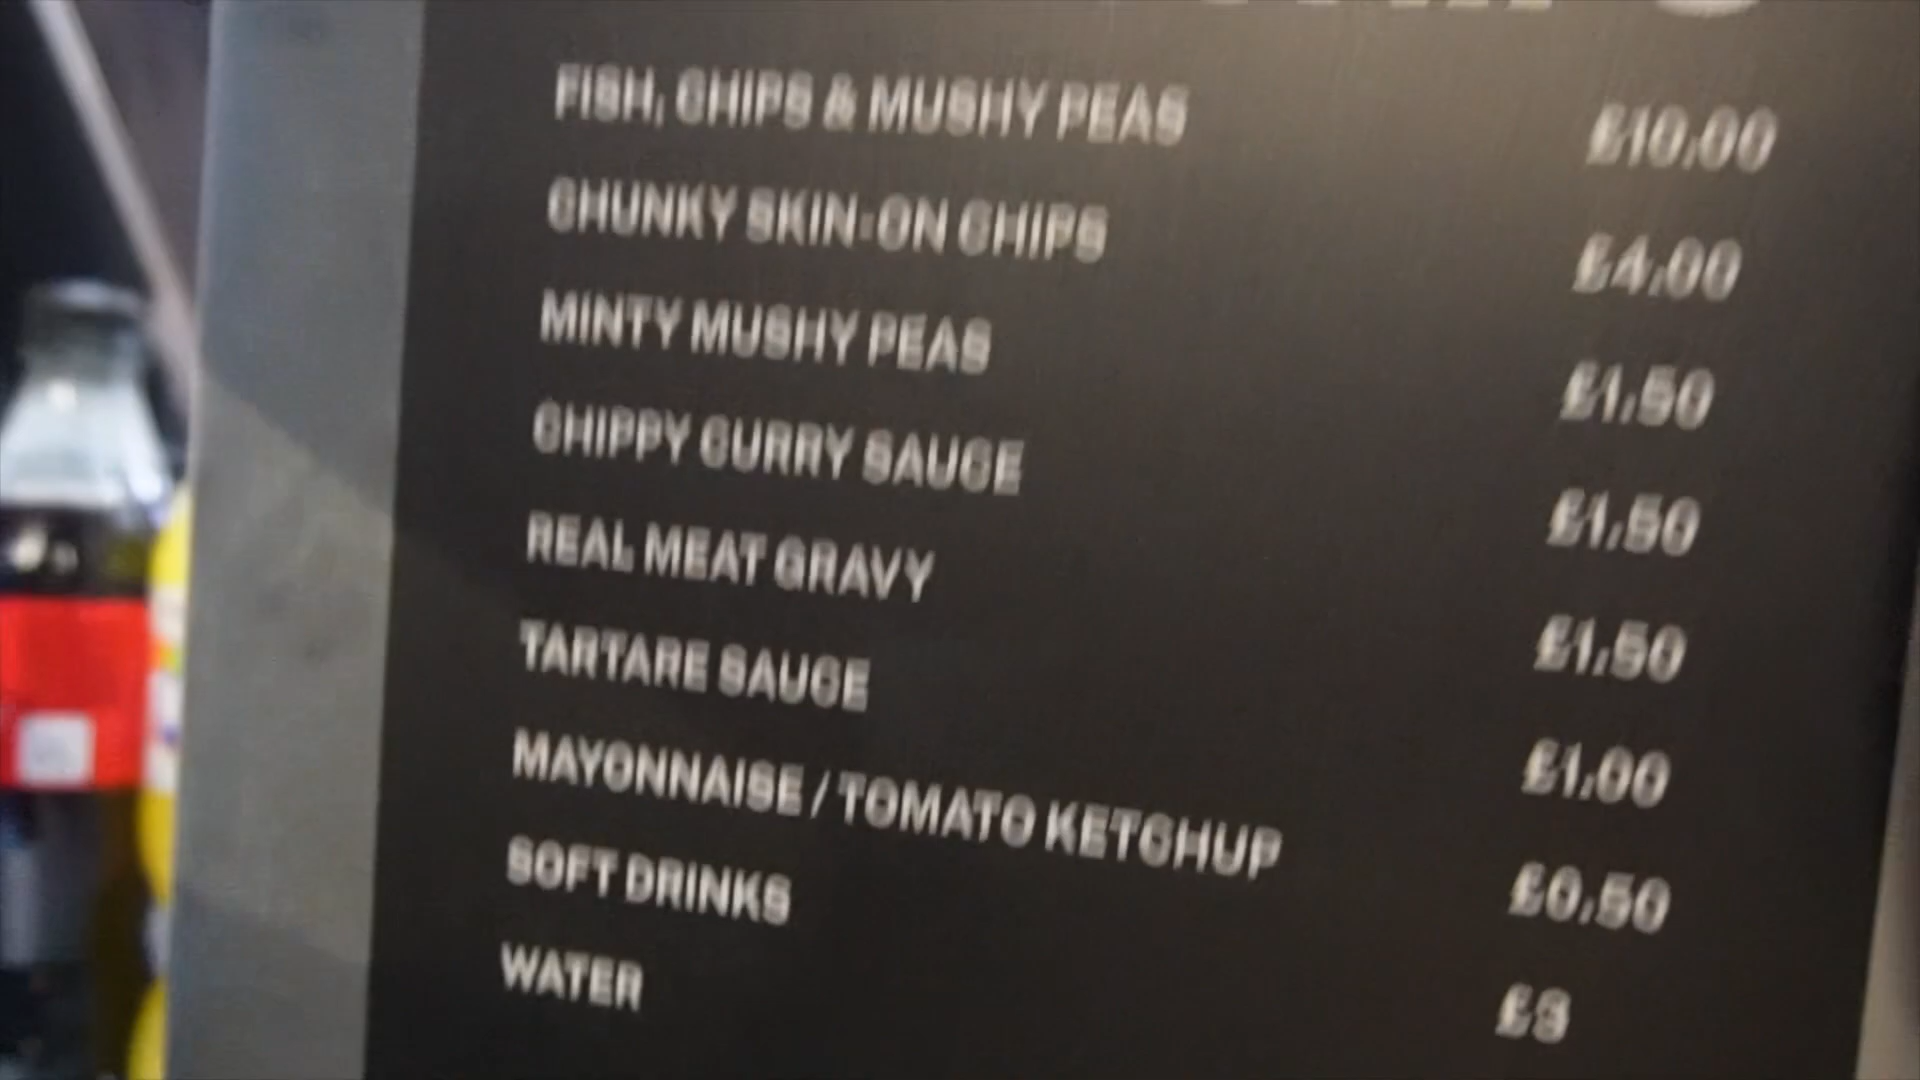 FISH, CHIPS & MUSHY PEAS £10.00
CHUNKY SKIN-ON CHIPS £4.00
MINTY MUSHY PEAS £1.50
CHIPPY CURRY SAUCE £1.50
REAL MEAT GRAVY £1.50
TARTARE SAUCE £1.00
MAYONNAISE / TOMATO KETCHUP £0.50
SOFT DRINKS
WATER